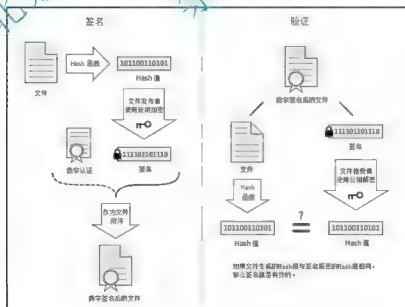 签名
文件
Hash 函数
101100110101
Hash 值
文件发布者
使用私钥加密
数字认证
111101101110
签名
作为文件
附件
数字签名后的文件
验证
数字签名后的文件
文件
Hash
函数
101100110101
Hash 值
111101101110
签名
文件接受者
使用公钥解密
?
=
101100110101
Hash 值
如果文件生成的Hash值与签名解密的Hash值相同，
那么签名就是有效的。